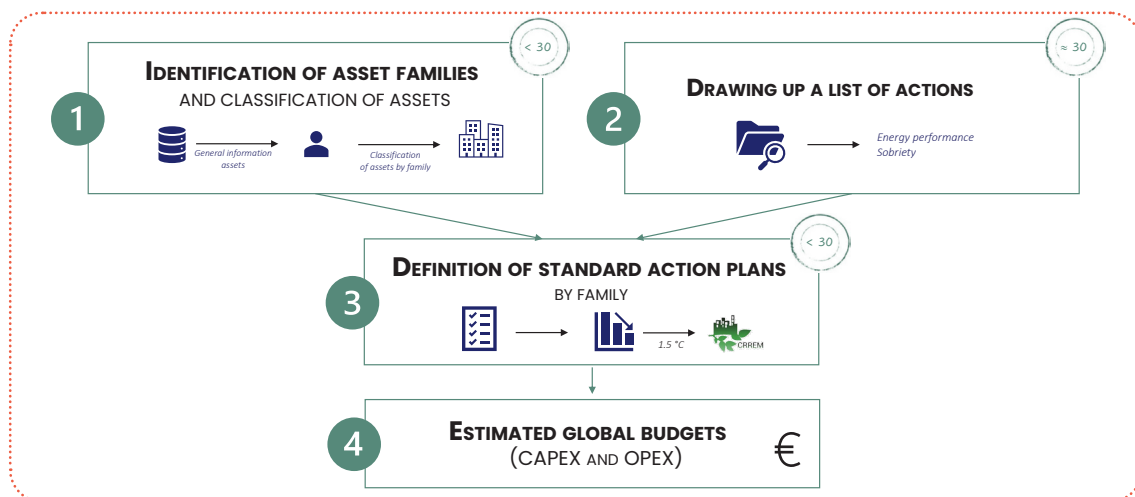 < 30
IDENTIFICATION OF ASSET FAMILIES
AND CLASSIFICATION OF ASSETS
1
General information
assets
Classification
of assets by family
≈ 30
DRAWING UP A LIST OF ACTIONS
2
Energy performance
Sobriety
< 30
DEFINITION OF STANDARD ACTION PLANS
BY FAMILY
3
1.5 °C
CRREM
4
ESTIMATED GLOBAL BUDGETS
(CAPEX AND OPEX)
€